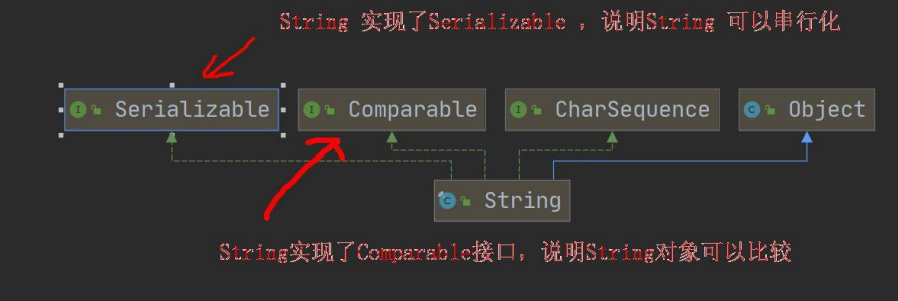 String 实现了Serializable ，说明String 可以串行化
Serializable
Comparable
CharSequence
Object
String
String实现了Comparable接口，说明String对象可以比较